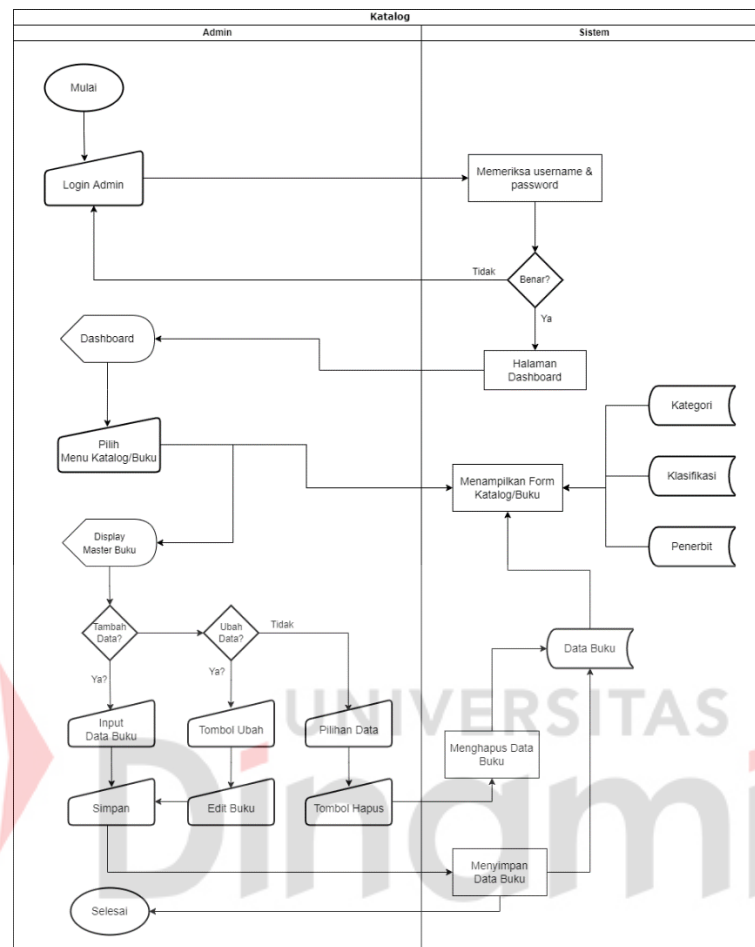 Katalog
Admin
Sistem
Mulai
Login Admin
Memeriksa username &
password
Tidak
Benar?
Ya
Dashboard
Halaman
Dashboard
Kategori
Pilih
Menu Katalog/Buku
Menampilkan Form
Katalog/Buku
Klasifikasi
Display
Master Buku
Penerbit
Tambah
Data?
Ubah
Data?
Tidak
Data Buku
Ya?
Ya?
Input
Data Buku
Tombol Ubah
Pilihan Data
Menghapus Data
Buku
Simpan
Edit Buku
Tombol Hapus
Menyimpan
Data Buku
Selesai
UNIVERSITAS
Dinami